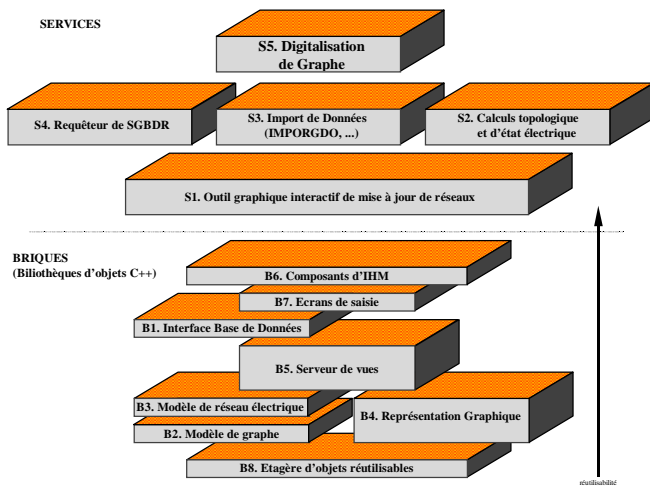 SERVICES
S5. Digitalisation
de Graphe
S4. Requêteur de SGBDR
S3. Import de Données
(IMPORGDO, ...)
S2. Calculs topologique
et d'état électrique
S1. Outil graphique interactif de mise à jour de réseaux
BRIQUES
(Biliothèques d'objets C++)
B6. Composants d'IHM
B7. Ecrans de saisie
B1. Interface Base de Données
B5. Serveur de vues
B3. Modèle de réseau électrique
B4. Représentation Graphique
B2. Modèle de graphe
B8. Etagère d'objets réutilisables
réutilisabilité